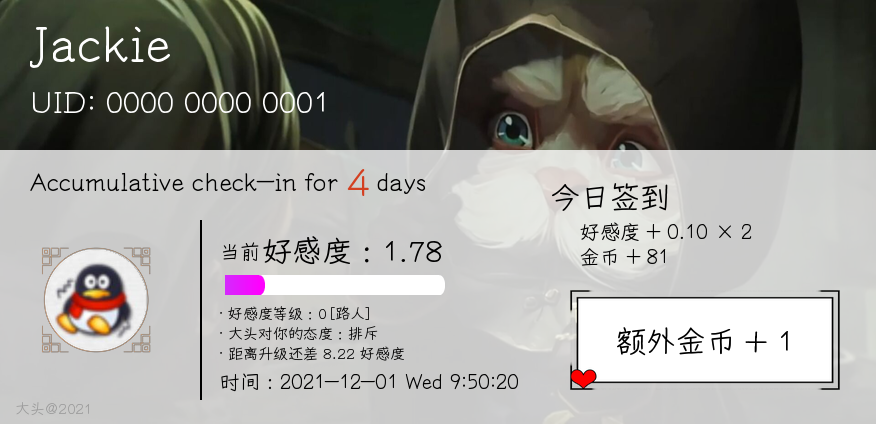 Jackie
UID: 0000 0000 0001
Accumulative check-in for 4 days
当前好感度：1.78
· 好感度等级：0[路人]
· 大头对你的态度：排斥
· 距离升级还差 8.22 好感度
时间：2021-12-01 Wed 9:50:20
今日签到
好感度 + 0.10 × 2
金币 + 81
额外金币 + 1
大头@2021